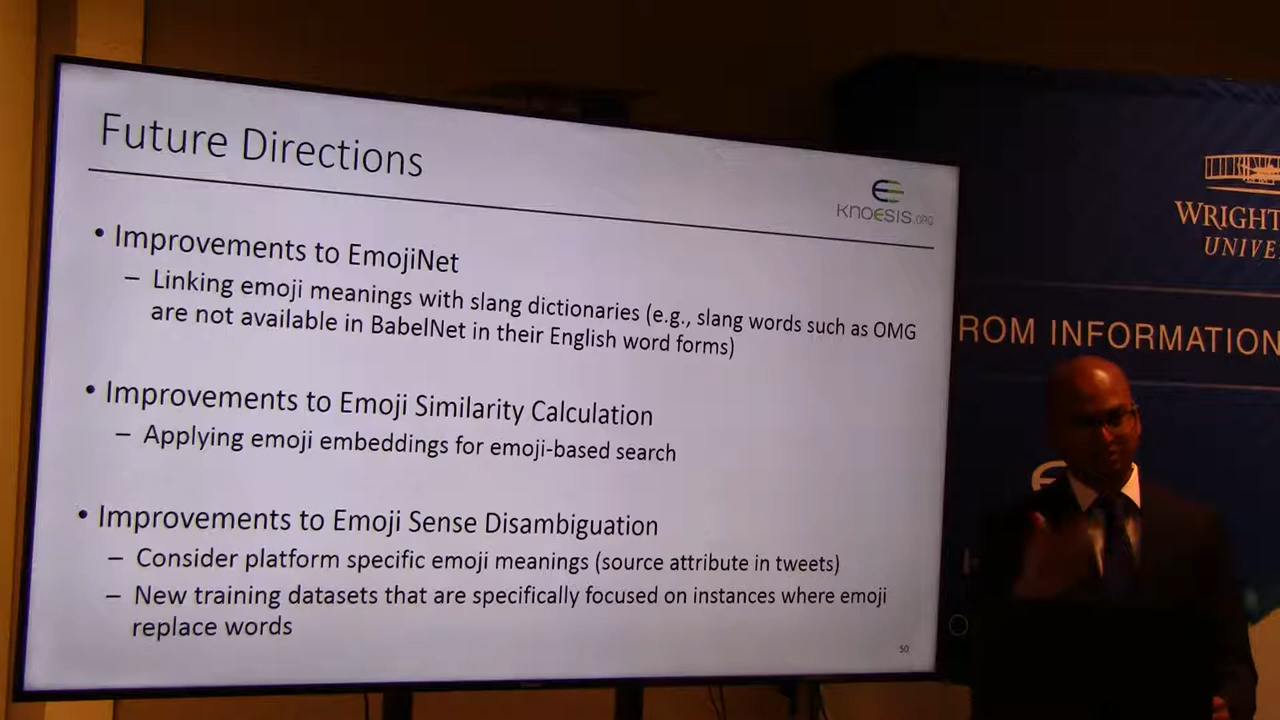 Future Directions
KNOESIS.ORG
• Improvements to EmojiNet
– Linking emoji meanings with slang dictionaries (e.g., slang words such as OMG
are not available in BabelNet in their English word forms)
• Improvements to Emoji Similarity Calculation
– Applying emoji embeddings for emoji-based search
• Improvements to Emoji Sense Disambiguation
– Consider platform specific emoji meanings (source attribute in tweets)
– New training datasets that are specifically focused on instances where emoji
replace words
50
WRIGHT
UNIVE
ROM INFORMATION